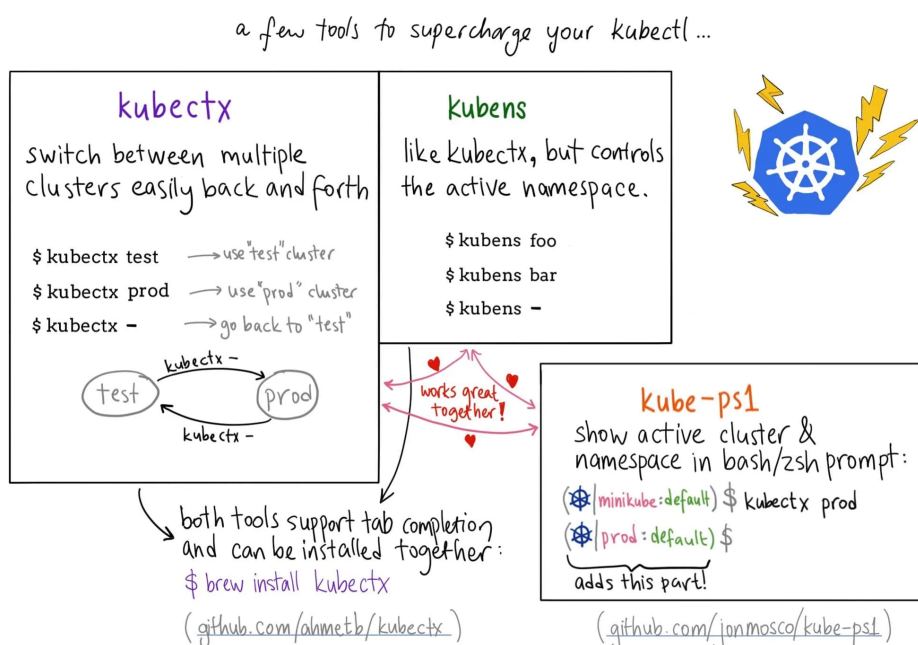 a few tools to supercharge your kubectl ...
kubectx
switch between multiple
clusters easily back and forth
$ kubectx test → use "test" cluster
$ kubectx prod → use "prod" cluster
$ kubectx - → go back to "test"
kubectx -
test
prod
kubectx -
kubens
like kubectx, but controls
the active namespace.
$ kubens foo
$ kubens bar
$ kubens -
works great
together!
kube-ps1
show active cluster &
namespace in bash/zsh prompt:
(|minikube:default) $ kubectx prod
(|prod:default) $
adds this part!
both tools support tab completion
and can be installed together:
$ brew install kubectx
(github.com/ahmetb/kubectx)
(github.com/jonmosco/kube-ps1)